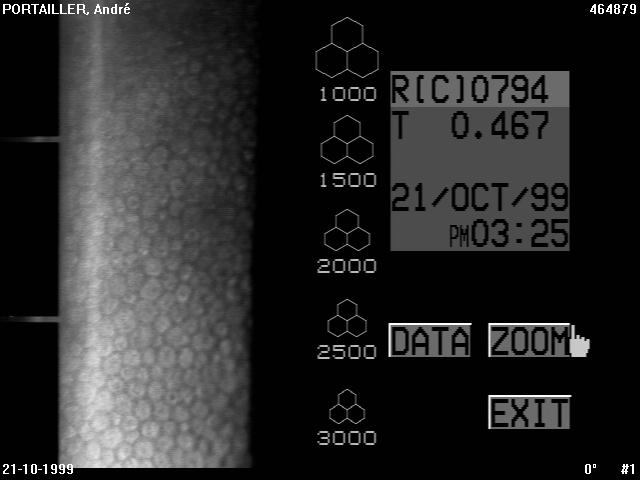 PORTAILLER, André
464879
1000
1500
2000
2500
3000
R[C]0794
T 0.467
21/OCT/99
PM03:25
DATA
ZOOM
EXIT
21-10-1999
0° #1